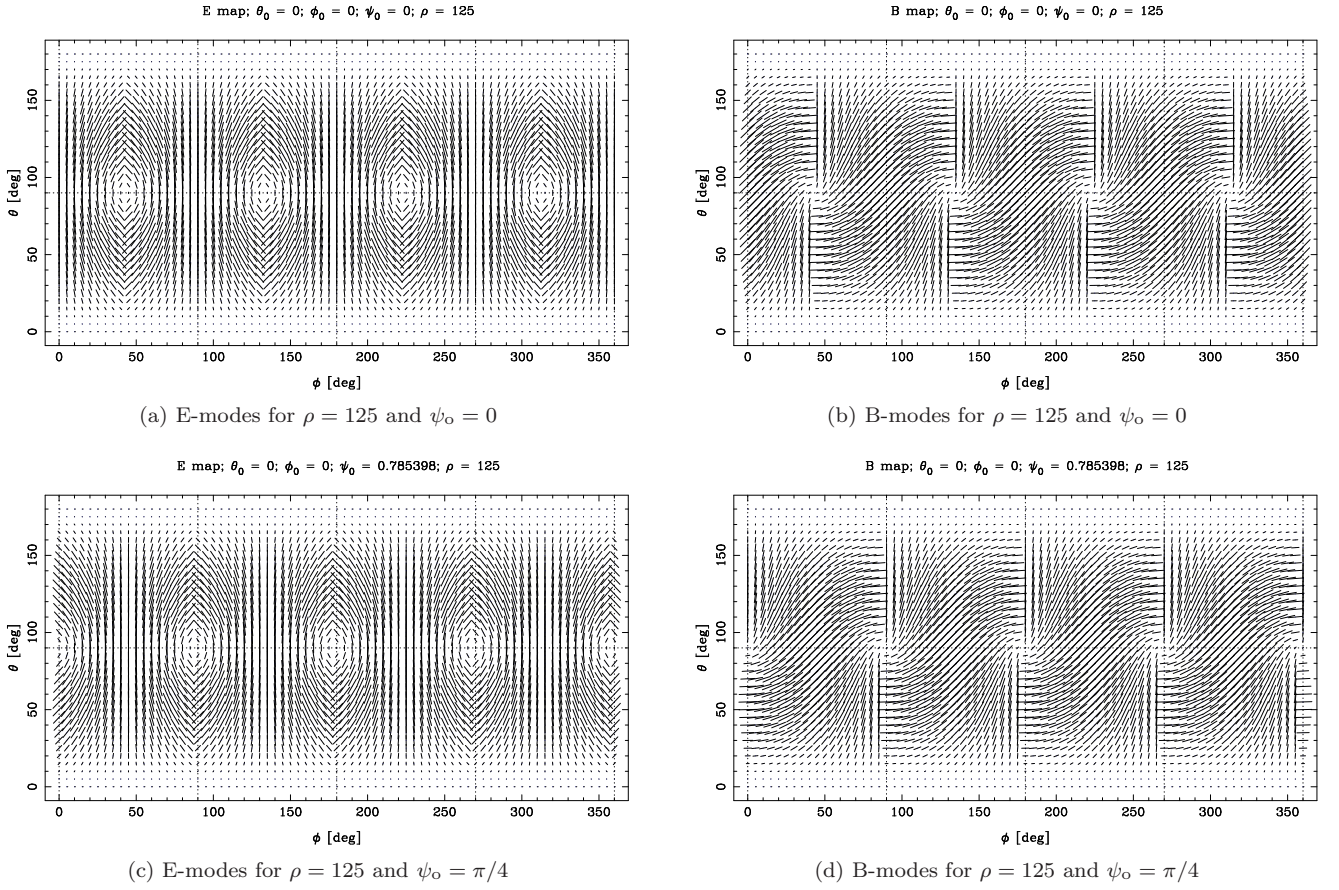 E map; θ₀ = 0; ϕ₀ = 0; ψ₀ = 0; ρ = 125
θ [deg]
150
100
50
0
0 50 100 150 200 250 300 350
ϕ [deg]
(a) E-modes for ρ = 125 and ψₒ = 0
B map; θ₀ = 0; ϕ₀ = 0; ψ₀ = 0; ρ = 125
θ [deg]
150
100
50
0
0 50 100 150 200 250 300 350
ϕ [deg]
(b) B-modes for ρ = 125 and ψₒ = 0
E map; θ₀ = 0; ϕ₀ = 0; ψ₀ = 0.785398; ρ = 125
θ [deg]
150
100
50
0
0 50 100 150 200 250 300 350
ϕ [deg]
(c) E-modes for ρ = 125 and ψₒ = π/4
B map; θ₀ = 0; ϕ₀ = 0; ψ₀ = 0.785398; ρ = 125
θ [deg]
150
100
50
0
0 50 100 150 200 250 300 350
ϕ [deg]
(d) B-modes for ρ = 125 and ψₒ = π/4